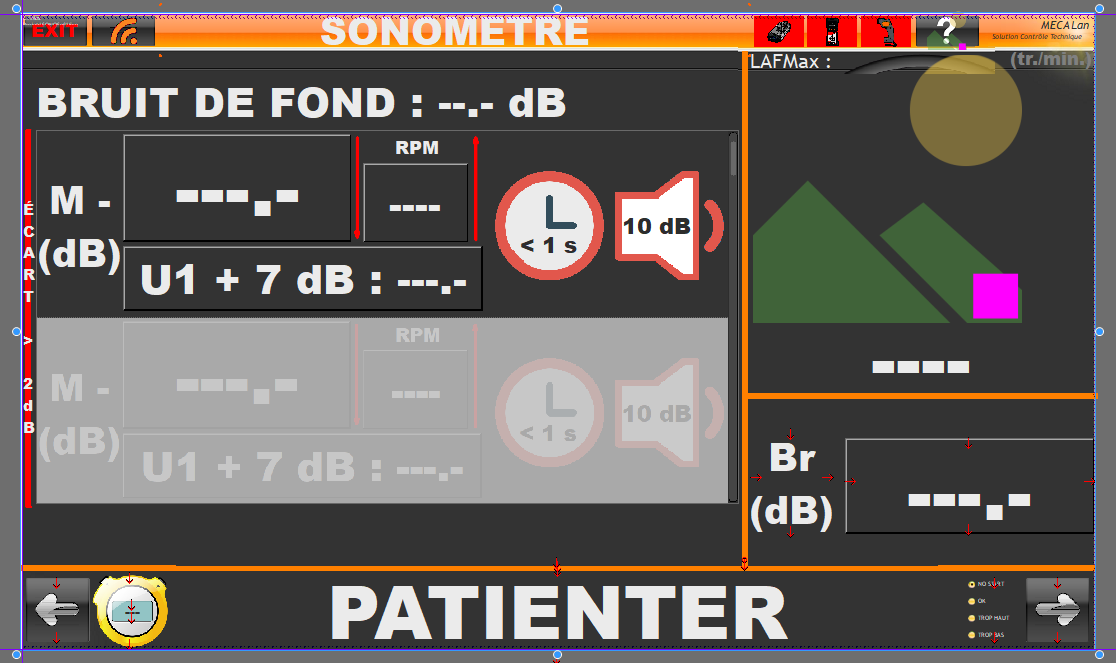 EXIT
SONOMETRE
?
MECALan
Solution Contrôle Technique
LAFMax :
(tr./min.)
BRUIT DE FOND : --.- dB
ÉCART > 2dB
M -
(dB)
---.-
RPM
----
< 1 s
10 dB
U1 + 7 dB : ---.-
M -
(dB)
---.-
RPM
----
< 1 s
10 dB
U1 + 7 dB : ---.-
----
Br
(dB)
---.-
PATIENTER
NO START
OK
TROP HAUT
TROP BAS